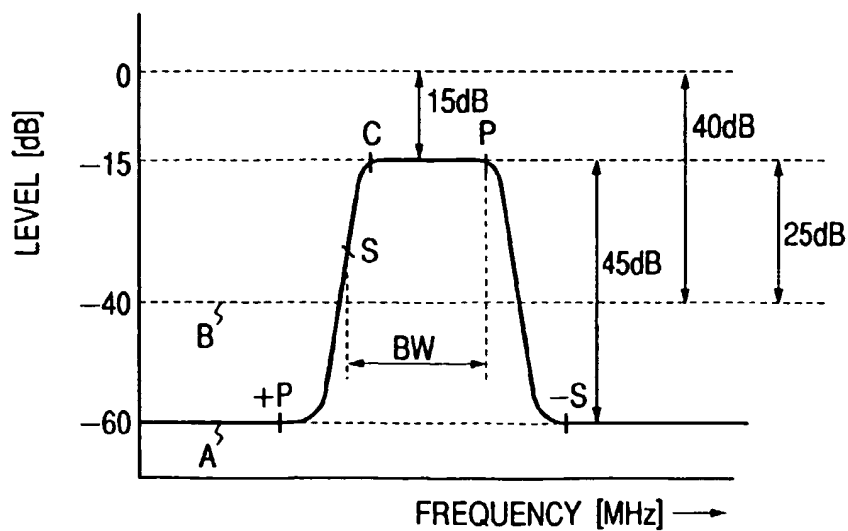 0
15dB
40dB
C
P
−15
LEVEL [dB]
S
45dB
25dB
−40
B
BW
+P
−S
−60
A
FREQUENCY [MHz]